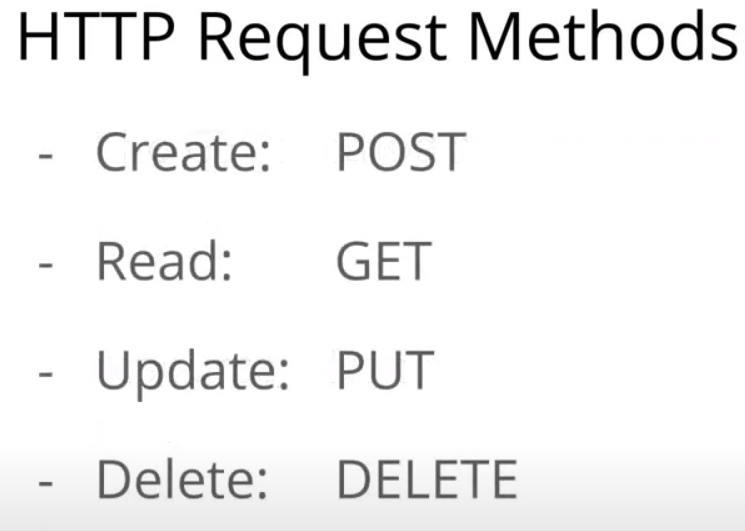 HTTP Request Methods
- Create: POST
- Read: GET
- Update: PUT
- Delete: DELETE